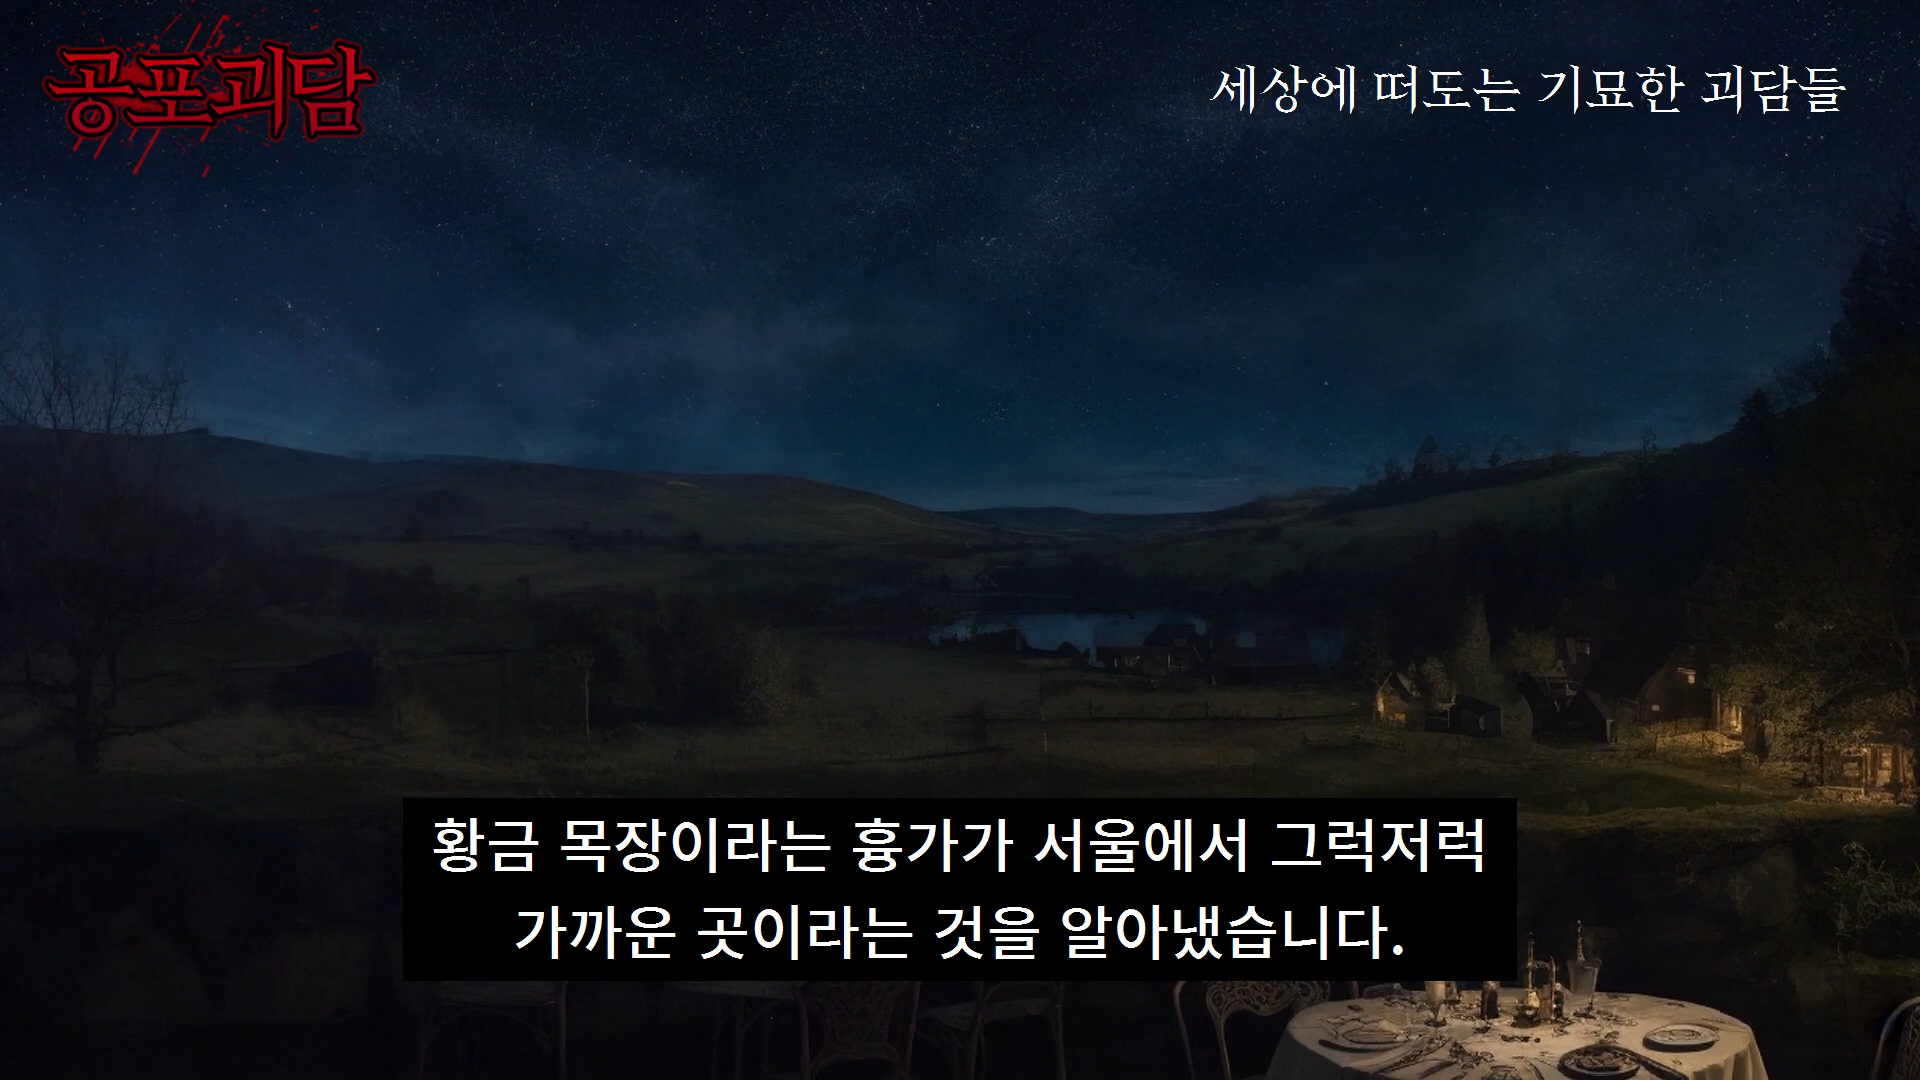 공포괴담
세상에 떠도는 기묘한 괴담들
황금 목장이라는 흉가가 서울에서 그럭저럭
가까운 곳이라는 것을 알아냈습니다.